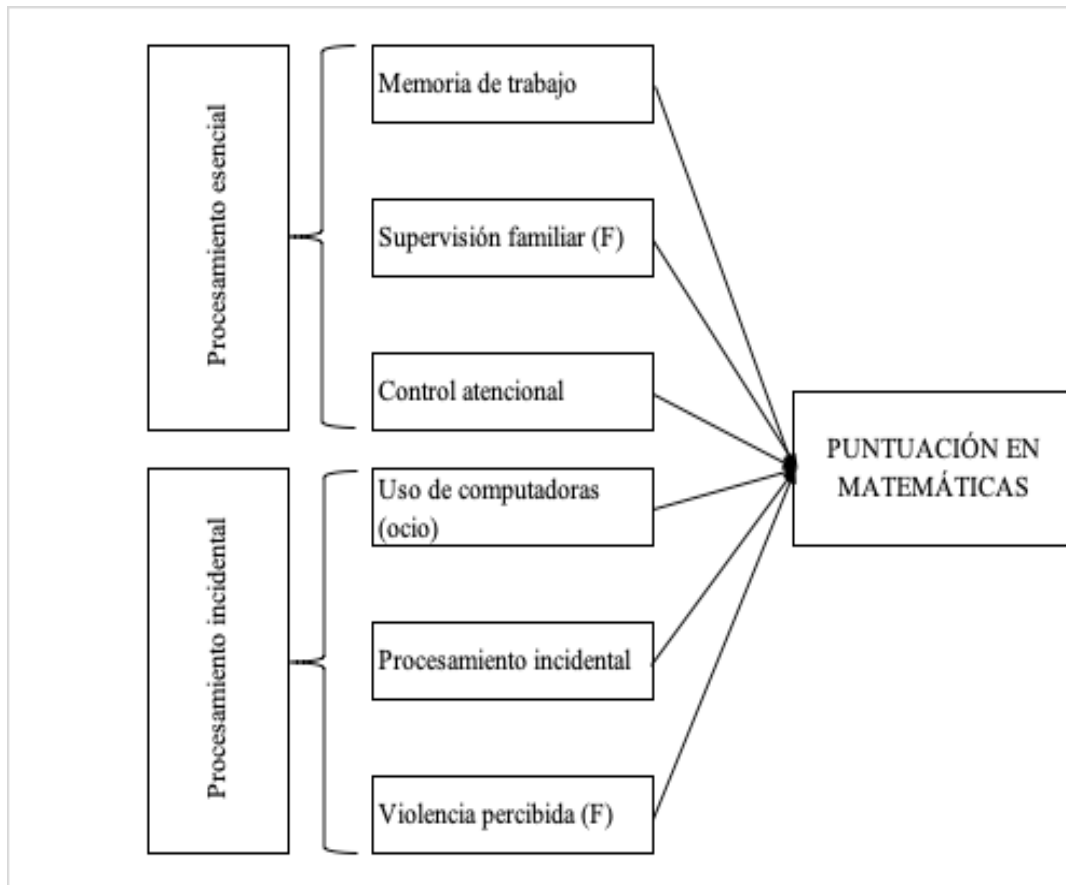 Procesamiento esencial
Memoria de trabajo
Supervisión familiar (F)
Control atencional
Procesamiento incidental
Uso de computadoras
(ocio)
Procesamiento incidental
Violencia percibida (F)
PUNTUACIÓN EN
MATEMÁTICAS